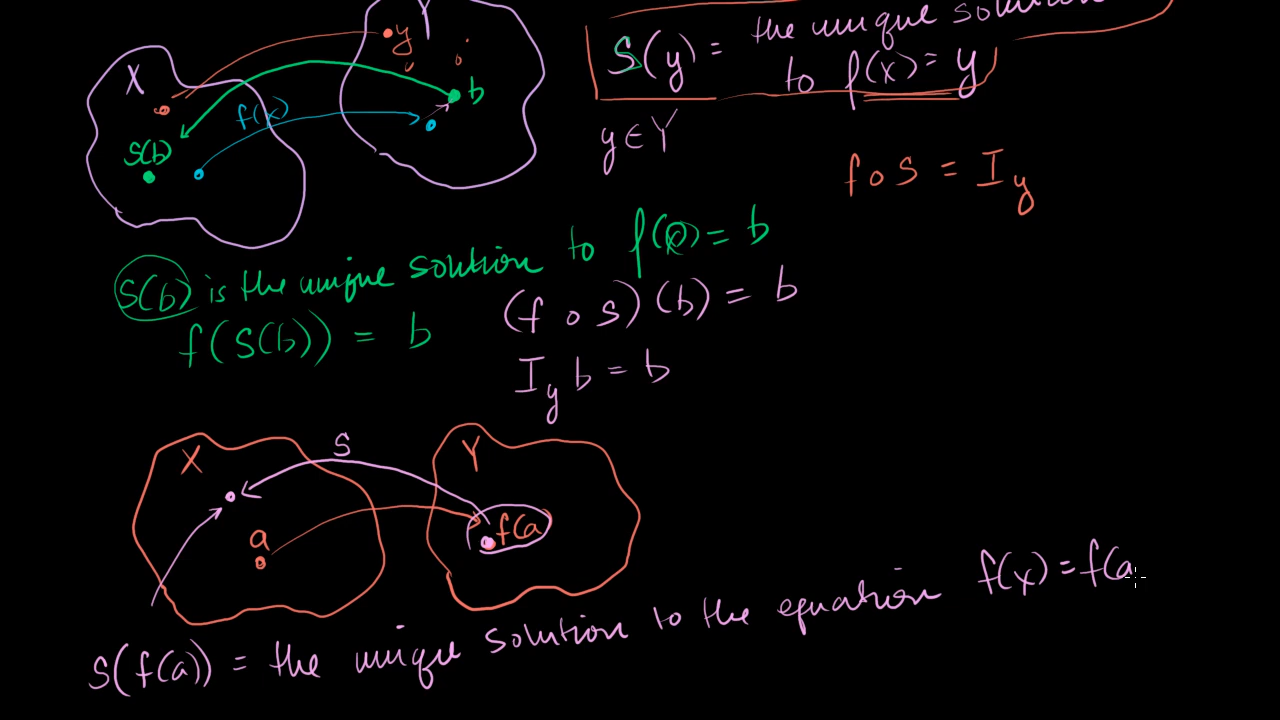 Y
y
X
b
f(x)
S(b)
S(y) = the unique solution
to f(x) = y
y ∈ Y
f o S = I_y
S(b) is the unique solution to f(x) = b
f(S(b)) = b
(f o S)(b) = b
I_y b = b
X
S
Y
a
f(a)
S(f(a)) = the unique solution to the equation f(x) = f(a